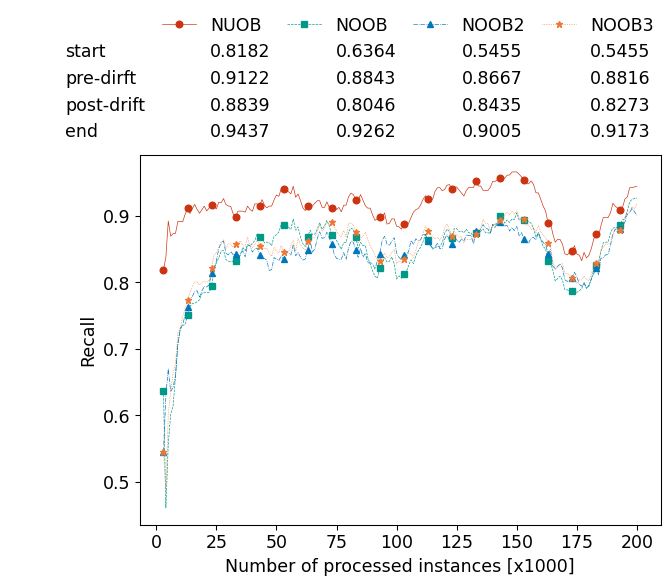 NUOB NOOB NOOB2 NOOB3
start 0.8182 0.6364 0.5455 0.5455
pre-dirft 0.9122 0.8843 0.8667 0.8816
post-drift 0.8839 0.8046 0.8435 0.8273
end 0.9437 0.9262 0.9005 0.9173
0.9
0.8
0.7
0.6
0.5
Recall
0 25 50 75 100 125 150 175 200
Number of processed instances [x1000]